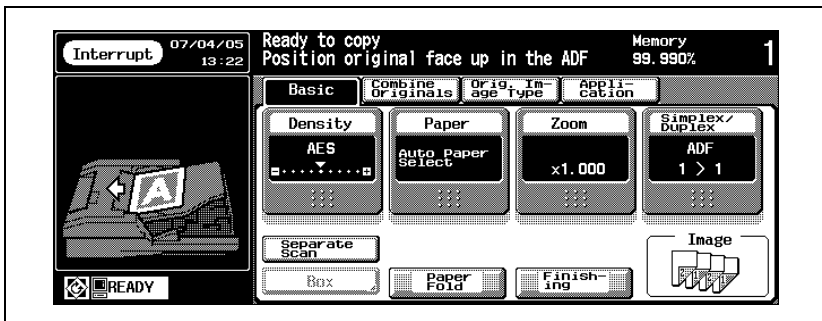 Interrupt
07/04/05
13:22
Ready to copy
Position original face up in the ADF
Memory
99.990%
1
Basic
Combine
Originals
Orig. Im-
age Type
Appli-
cation
Density
AES
Paper
Auto Paper
Select
Zoom
×1.000
Simplex/
Duplex
ADF
1 > 1
A
Separate
Scan
Box
Paper
Fold
Finish-
ing
Image
READY